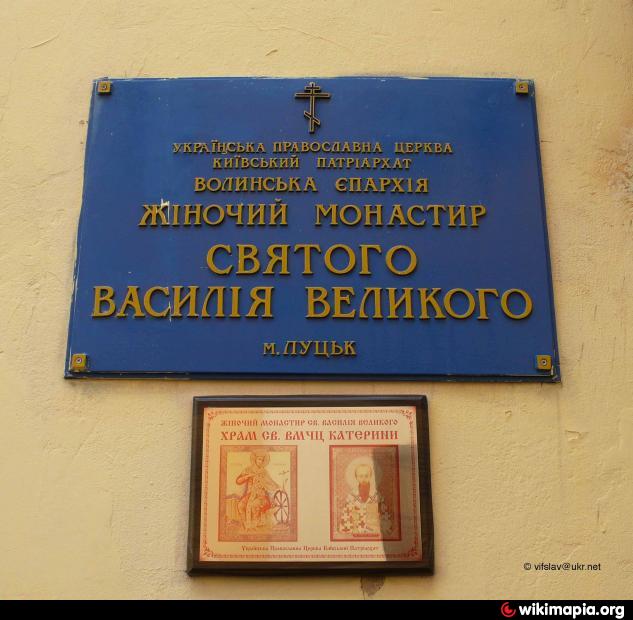 УКРАЇНСЬКА ПРАВОСЛАВНА ЦЕРКВА
КИЇВСЬКИЙ ПАТРІАРХАТ
ВОЛИНСЬКА ЄПАРХІЯ
ЖІНОЧИЙ МОНАСТИР
СВЯТОГО
ВАСИЛІЯ ВЕЛИКОГО
м. ЛУЦЬК
ЖІНОЧИЙ МОНАСТИР СВ. ВАСИЛІЯ ВЕЛИКОГО
ХРАМ СВ. ВМЧЦ КАТЕРИНИ
Українська Православна Церква Київський Патріархат
© vifslav@ukr.net
wikimapia.org